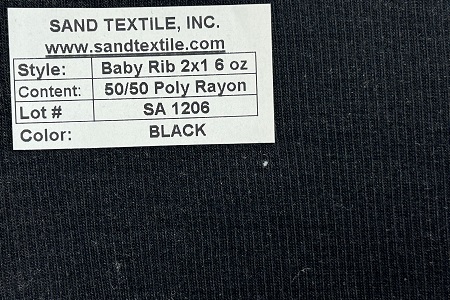 SAND TEXTILE, INC.
www.sandtextile.com
Style: Baby Rib 2x1 6 oz
Content: 50/50 Poly Rayon
Lot # SA 1206
Color: BLACK